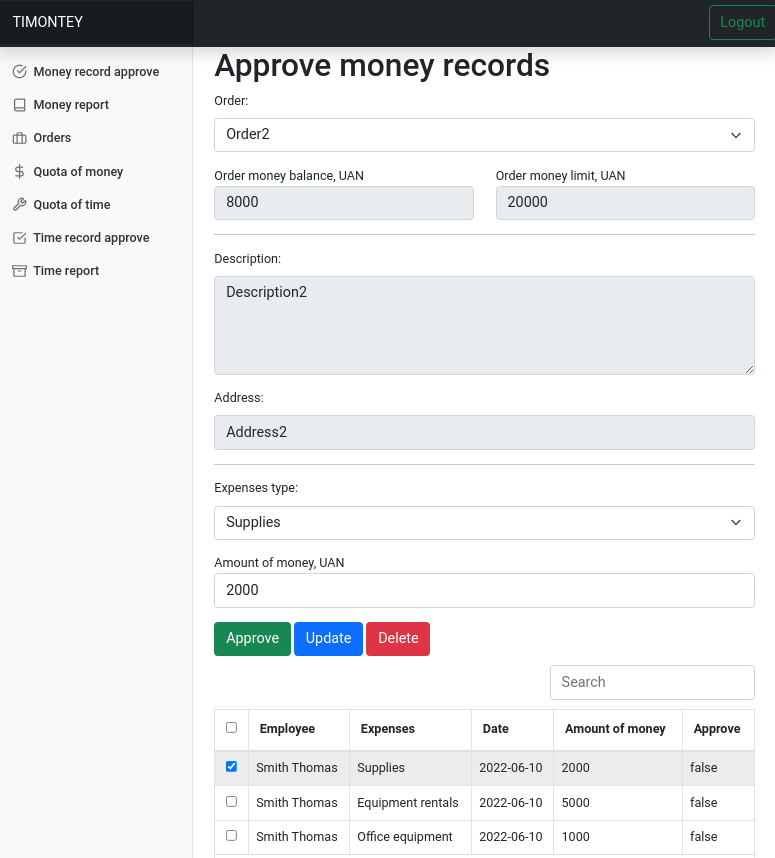 TIMONTEY
Logout
Money record approve
Money report
Orders
Quota of money
Quota of time
Time record approve
Time report
Approve money records
Order:
Order2
Order money balance, UAN Order money limit, UAN
8000 20000
Description:
Description2
Address:
Address2
Expenses type:
Supplies
Amount of money, UAN
2000
Approve Update Delete
Search
Employee Expenses Date Amount of money Approve
Smith Thomas Supplies 2022-06-10 2000 false
Smith Thomas Equipment rentals 2022-06-10 5000 false
Smith Thomas Office equipment 2022-06-10 1000 false